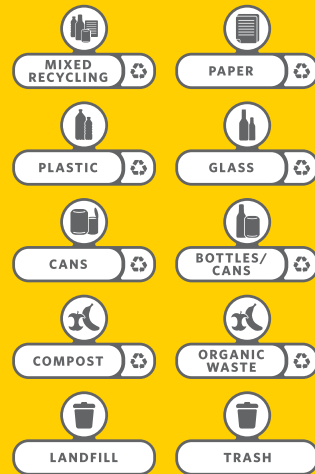 MIXED
RECYCLING
PAPER
PLASTIC
GLASS
CANS
BOTTLES/
CANS
COMPOST
ORGANIC
WASTE
LANDFILL
TRASH